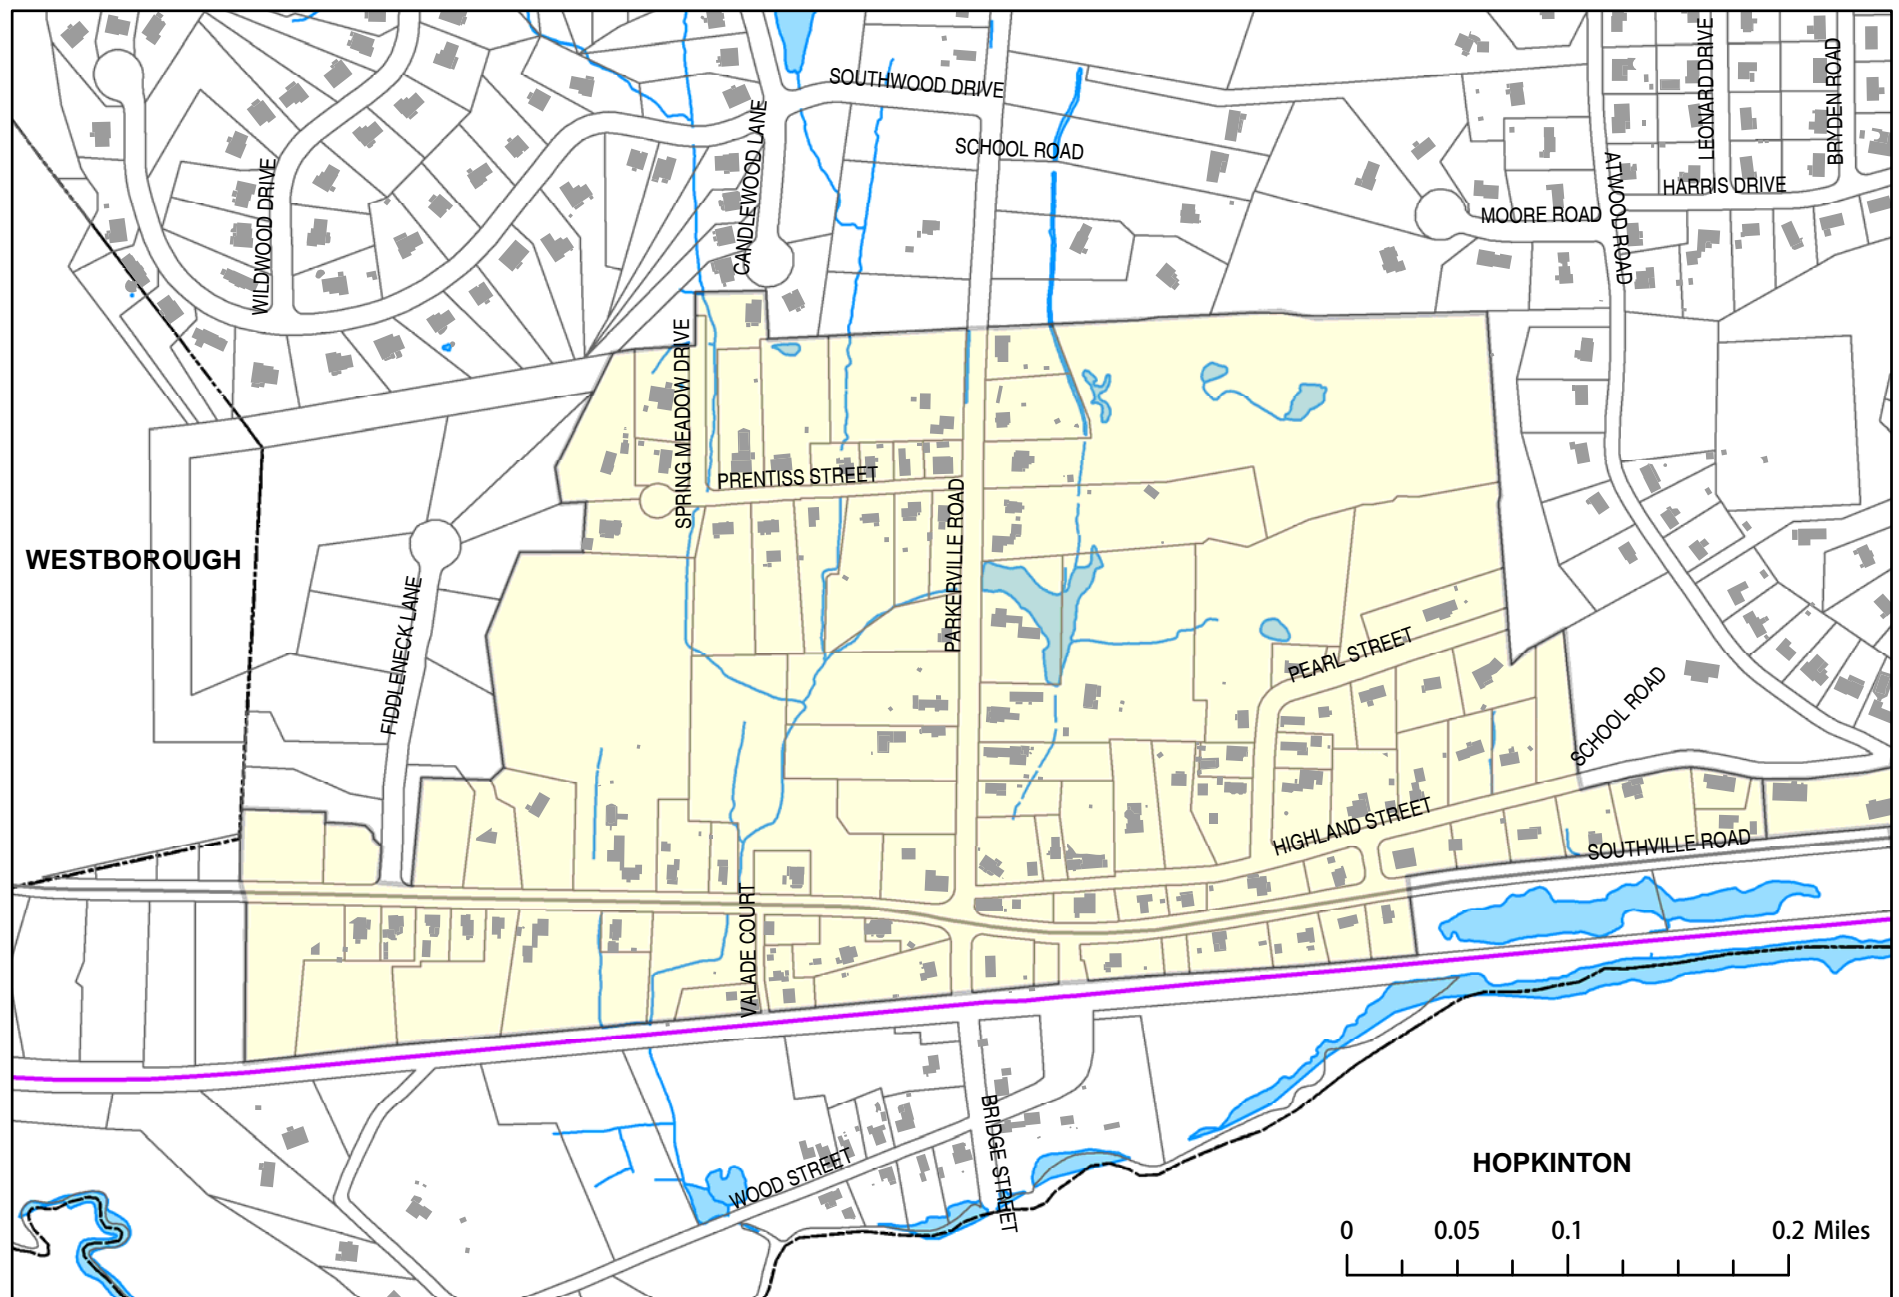 LEONARD DRIVE
BRYDEN ROAD
SOUTHWOOD DRIVE
SCHOOL ROAD
CANDLEWOOD LANE
WILDWOOD DRIVE
ATWOOD ROAD
HARRIS DRIVE
MOORE ROAD
SPRING MEADOW DRIVE
PRENTISS STREET
PARKERVILLE ROAD
WESTBOROUGH
FIDDLENECK LANE
PEARL STREET
SCHOOL ROAD
HIGHLAND STREET
SOUTHVILLE ROAD
VALADE COURT
BRIDGE STREET
WOOD STREET
HOPKINTON
0 0.05 0.1 0.2 Miles